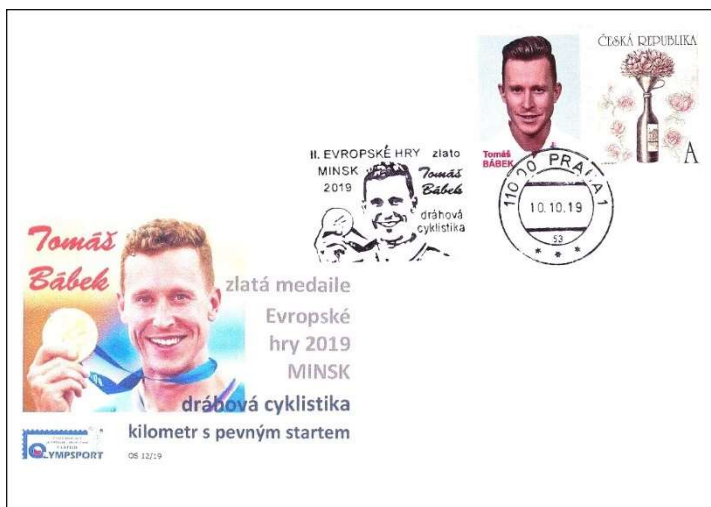 ČESKÁ REPUBLIKA
A
Tomáš
BÁBEK
II. EVROPSKÉ HRY zlato
MINSK
2019
Tomáš
Bábek
dráhová
cyklistika
110 00 PRAHA 1
10.10.19
53
Tomáš
Bábek
zlatá medaile
Evropské
hry 2019
MINSK
dráhová cyklistika
kilometr s pevným startem
OLYMPSPORT
OS 12/19